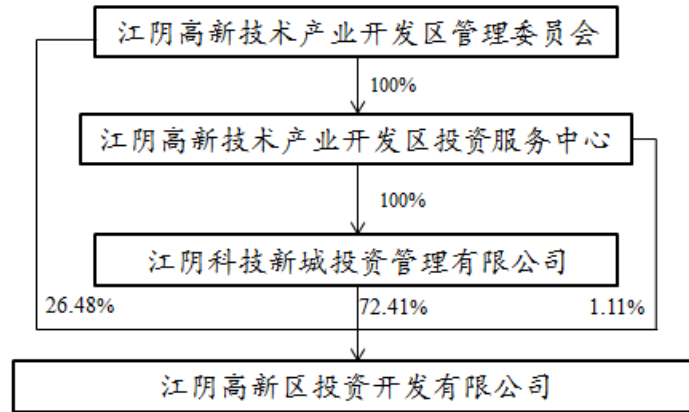 江阴高新技术产业开发区管理委员会
100%
江阴高新技术产业开发区投资服务中心
100%
江阴科技新城投资管理有限公司
26.48%
72.41%
1.11%
江阴高新区投资开发有限公司